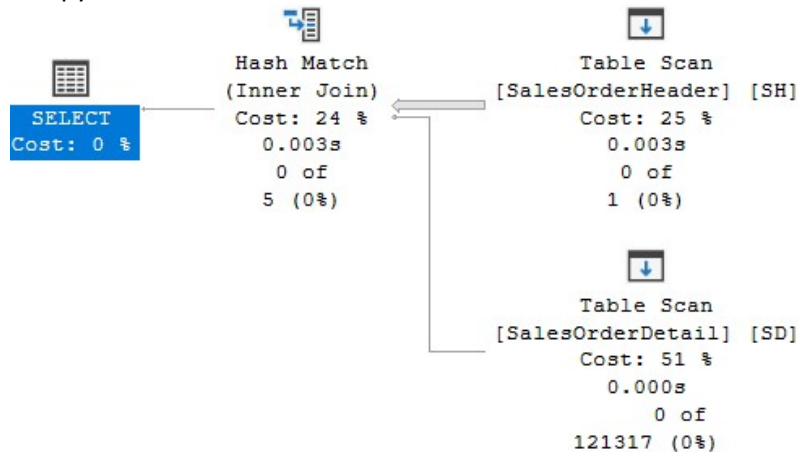 SELECT
Cost: 0 %
Hash Match
(Inner Join)
Cost: 24 %
0.003s
0 of
5 (0%)
Table Scan
[SalesOrderHeader] [SH]
Cost: 25 %
0.003s
0 of
1 (0%)
Table Scan
[SalesOrderDetail] [SD]
Cost: 51 %
0.000s
0 of
121317 (0%)